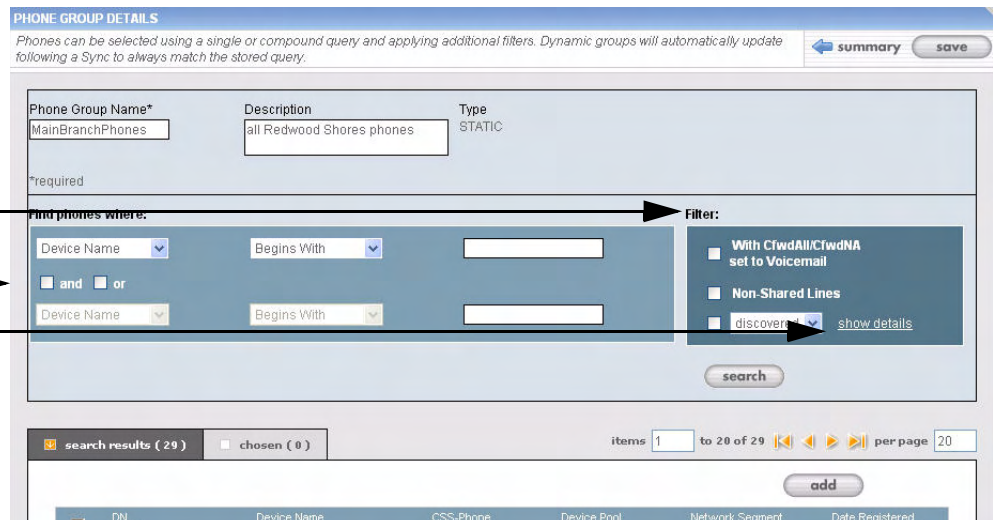 PHONE GROUP DETAILS
Phones can be selected using a single or compound query and applying additional filters. Dynamic groups will automatically update
following a Sync to always match the stored query.
summary
save
Phone Group Name*
Description
Type
MainBranchPhones
all Redwood Shores phones
STATIC
*required
Find phones where:
Filter:
Device Name
Begins With
and
or
Device Name
Begins With
With CfwdAll/CfwdNA
set to Voicemail
Non-Shared Lines
discovered
show details
search
search results ( 29 )
chosen ( 0 )
items 1 to 20 of 29
per page 20
add
DN
Device Name
CSS-Phone
Device Pool
Network Segment
Date Registered